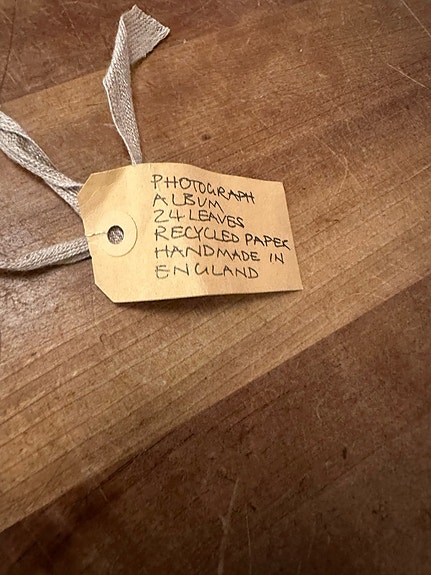 PHOTOGRAPH
ALBUM
24 LEAVES
RECYCLED PAPER
HANDMADE IN
ENGLAND